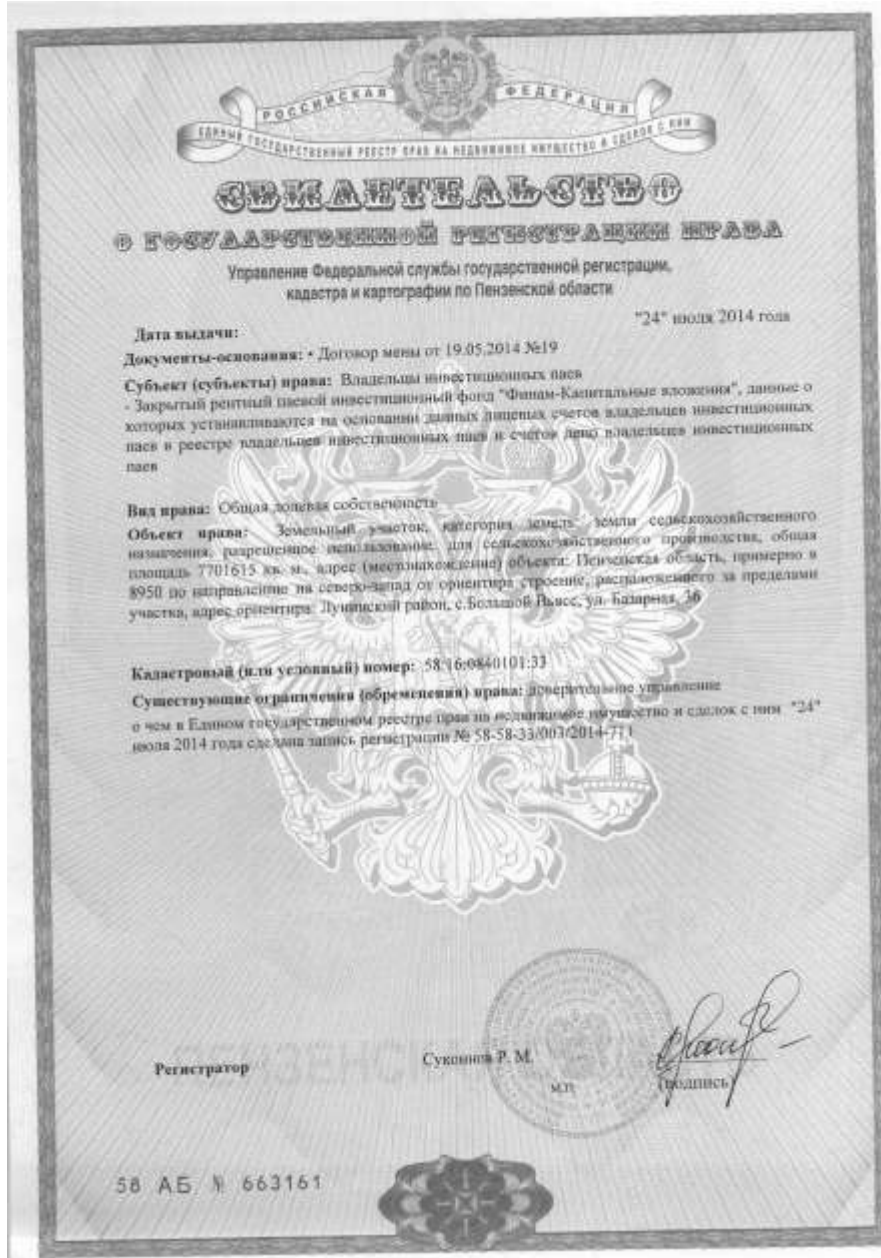 РОССИЙСКАЯ ФЕДЕРАЦИЯ
ЕДИНЫЙ ГОСУДАРСТВЕННЫЙ РЕЕСТР ПРАВ НА НЕДВИЖИМОЕ ИМУЩЕСТВО И СДЕЛОК С НИМ
СВИДЕТЕЛЬСТВО
О ГОСУДАРСТВЕННОЙ РЕГИСТРАЦИИ ПРАВА
Управление Федеральной службы государственной регистрации,
кадастра и картографии по Пензенской области
Дата выдачи: "24" июля 2014 года
Документы-основания: • Договор мены от 19.05.2014 №19
Субъект (субъекты) права: Владельцы инвестиционных паев
- Закрытый рентный паевой инвестиционный фонд "Финам-Капитальные вложения", данные о
которых устанавливаются на основании данных лицевых счетов владельцев инвестиционных
паев в реестре владельцев инвестиционных паев и счетов депо владельцев инвестиционных
паев
Вид права: Общая долевая собственность
Объект права: Земельный участок, категория земель: земли сельскохозяйственного
назначения, разрешенное использование: для сельскохозяйственного производства, общая
площадь 7701615 кв. м., адрес (местонахождение) объекта: Пензенская область, примерно в
8950 по направлению на северо-запад от ориентира строение, расположенного за пределами
участка, адрес ориентира: Лунинский район, с.Большой Вьясс, ул. Базарная, 36
Кадастровый (или условный) номер: 58:16:0840101:33
Существующие ограничения (обременения) права: доверительное управление
о чем в Едином государственном реестре прав на недвижимое имущество и сделок с ним "24"
июля 2014 года сделана запись регистрации № 58-58-33/003/2014-711
Регистратор Суконнов Р. М.
М.П. (подпись)
58 АБ № 663161